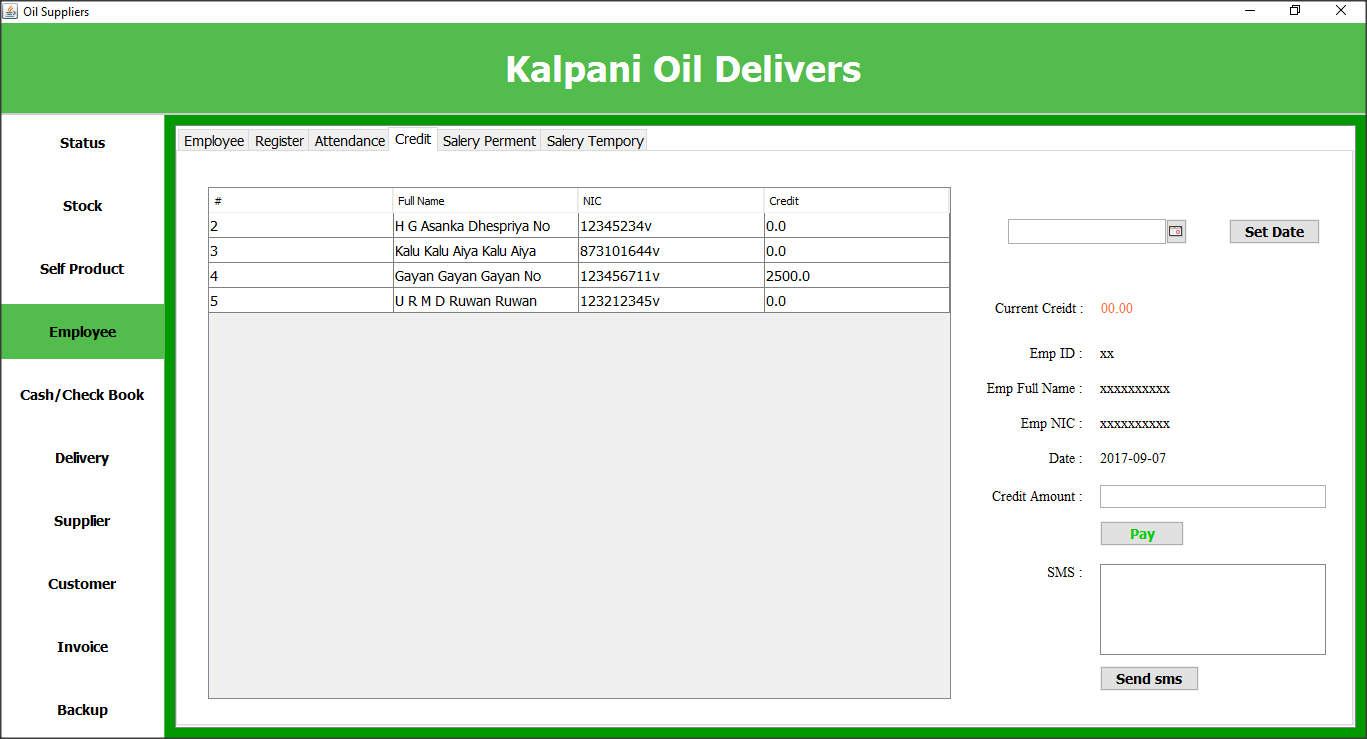 Oil Suppliers
Kalpani Oil Delivers
Status
Stock
Self Product
Employee
Cash/Check Book
Delivery
Supplier
Customer
Invoice
Backup
Employee Register Attendance Credit Salery Perment Salery Tempory
# Full Name NIC Credit
2 H G Asanka Dhespriya No 12345234v 0.0
3 Kalu Kalu Aiya Kalu Aiya 873101644v 0.0
4 Gayan Gayan Gayan No 123456711v 2500.0
5 U R M D Ruwan Ruwan 123212345v 0.0
Set Date
Current Creidt : 00.00
Emp ID : xx
Emp Full Name : xxxxxxxxxx
Emp NIC : xxxxxxxxxx
Date : 2017-09-07
Credit Amount :
Pay
SMS :
Send sms